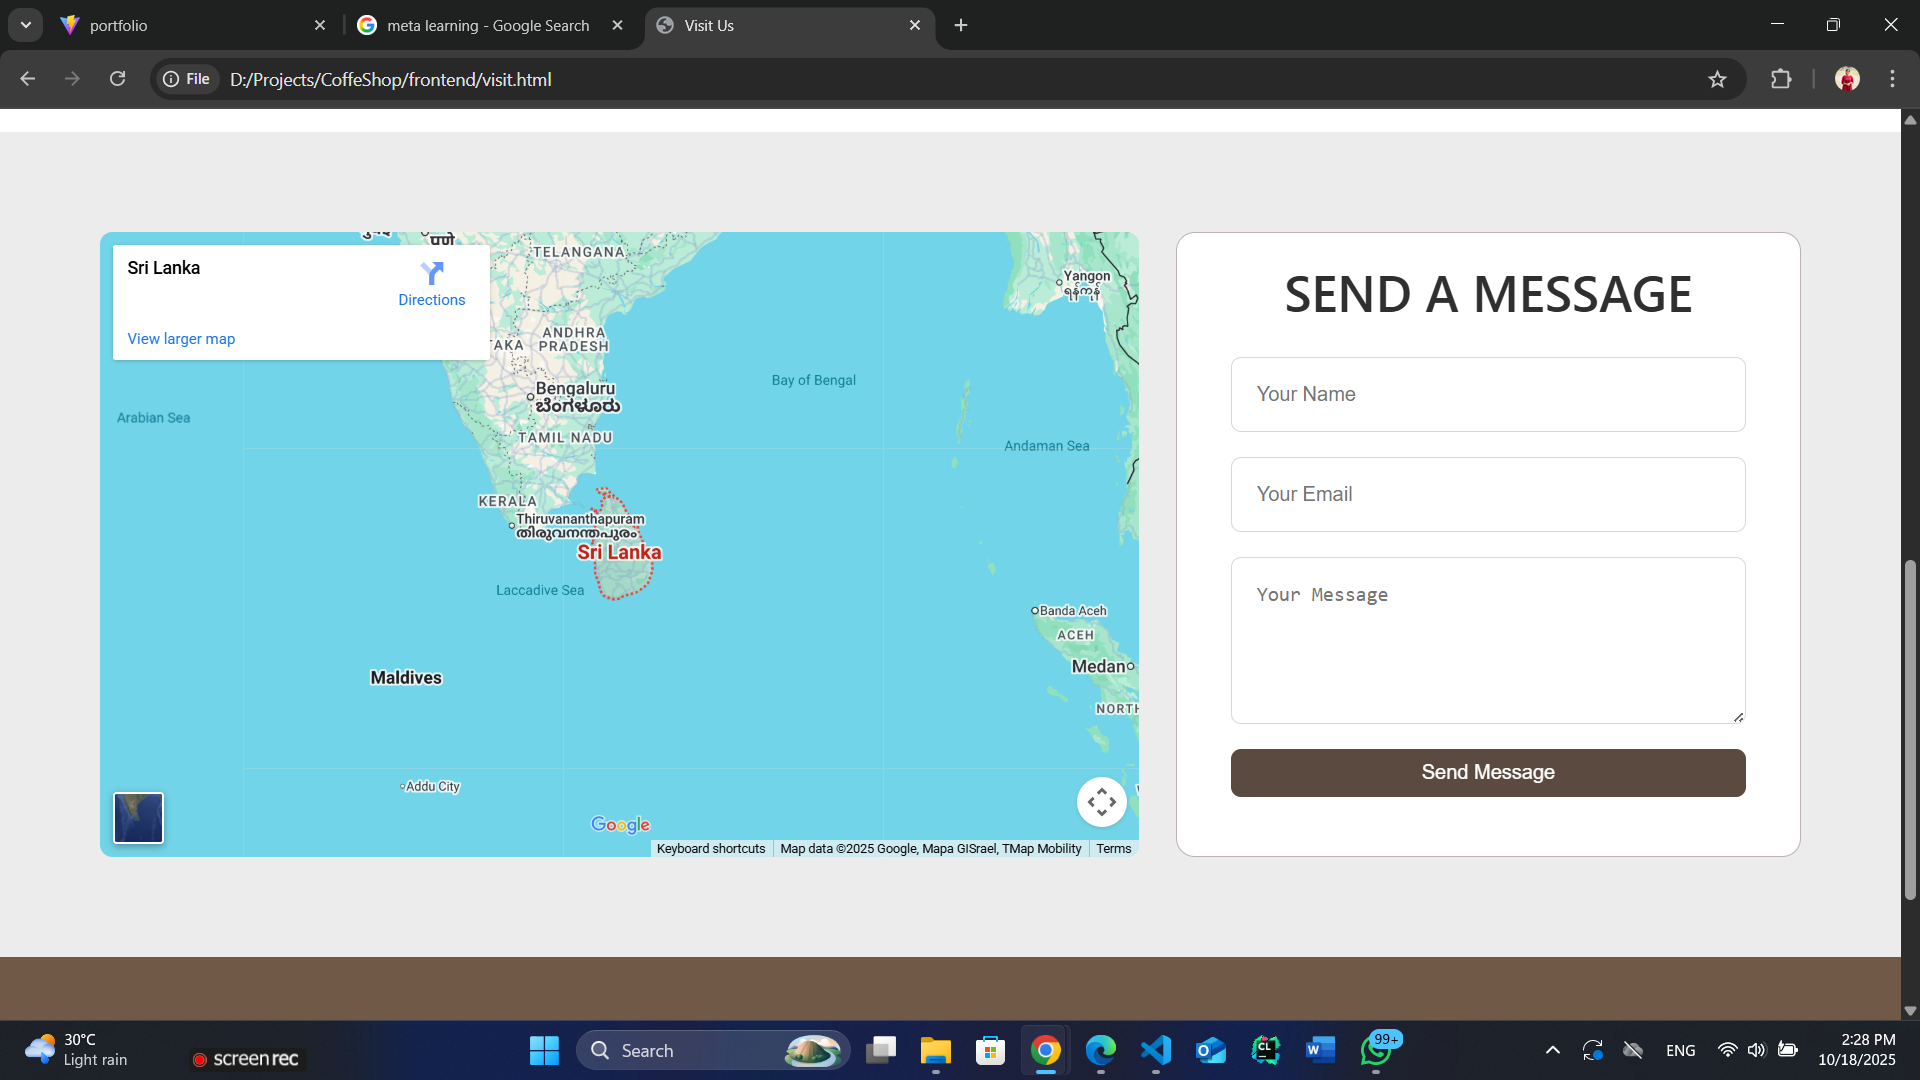 portfolio
meta learning - Google Search
Visit Us
File
D:/Projects/CoffeShop/frontend/visit.html
Sri Lanka
Directions
View larger map
TELANGANA
Yangon
ရန်ကုန်
ANDHRA
PRADESH
TAKA
Bengaluru
ಬೆಂಗಳೂರು
Bay of Bengal
Arabian Sea
TAMIL NADU
Andaman Sea
KERALA
Thiruvananthapuram
തിരുവനന്തപുരം
Sri Lanka
Laccadive Sea
Banda Aceh
ACEH
Maldives
Medan
NORTH
Addu City
Google
Keyboard shortcuts
Map data ©2025 Google, Mapa GISrael, TMap Mobility
Terms
SEND A MESSAGE
Your Name
Your Email
Your Message
Send Message
30°C
Light rain
screen rec
Search
99+
ENG
2:28 PM
10/18/2025